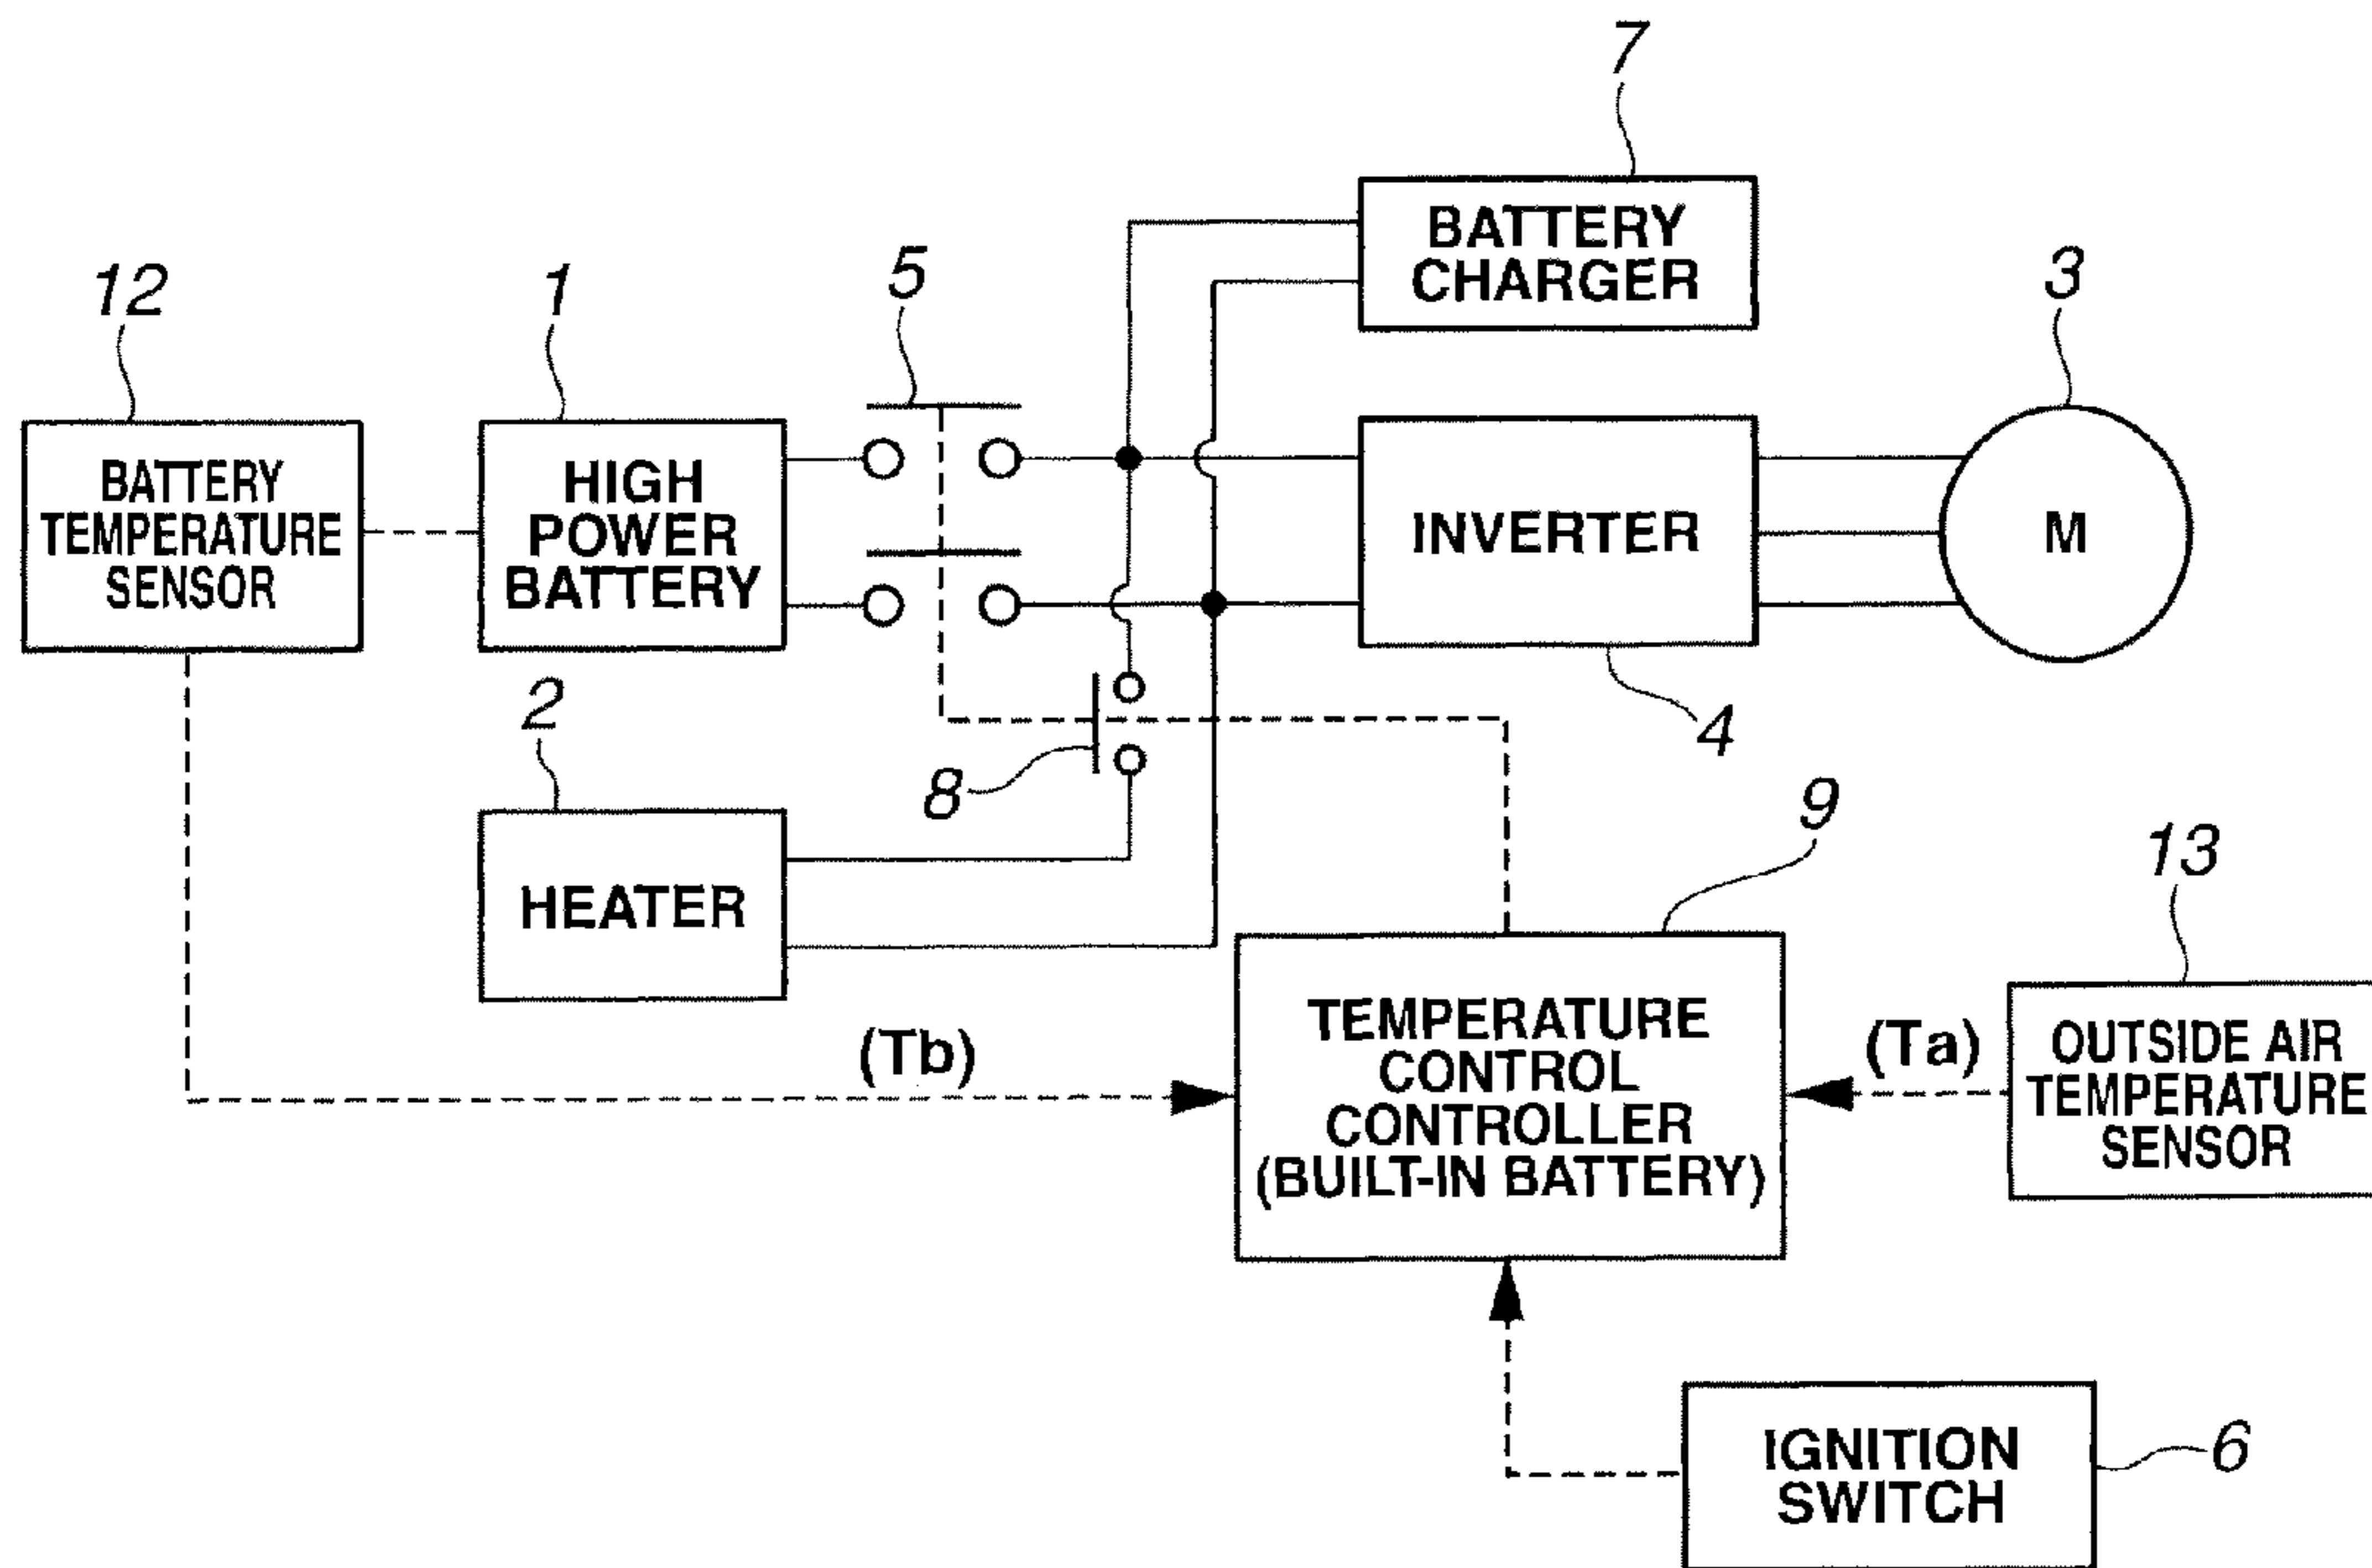 7
BATTERY
CHARGER
12
1
5
3
BATTERY
TEMPERATURE
SENSOR
HIGH
POWER
BATTERY
INVERTER
M
2
8
4
HEATER
9
13
(Tb)
TEMPERATURE
CONTROL
CONTROLLER
(BUILT-IN BATTERY)
(Ta)
OUTSIDE AIR
TEMPERATURE
SENSOR
IGNITION
SWITCH
6